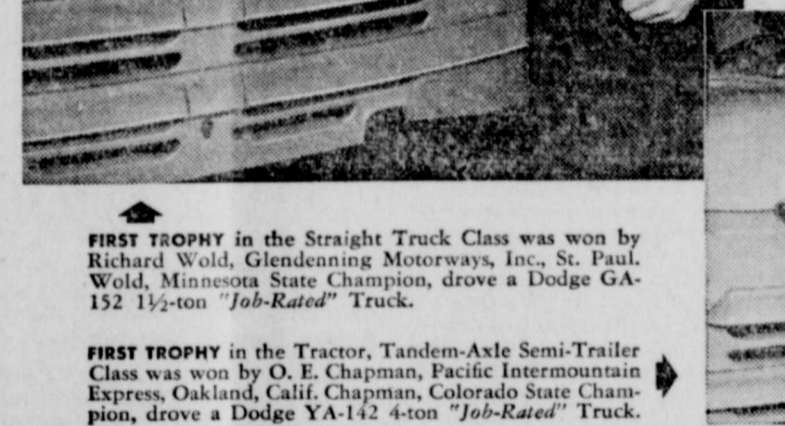 FIRST TROPHY in the Straight Truck Class was won by
Richard Wold, Glendenning Motorways, Inc., St. Paul.
Wold, Minnesota State Champion, drove a Dodge GA-
152 1½-ton "Job-Rated" Truck.
FIRST TROPHY in the Tractor, Tandem-Axle Semi-Trailer
Class was won by O. E. Chapman, Pacific Intermountain
Express, Oakland, Calif. Chapman, Colorado State Cham-
pion, drove a Dodge YA-142 4-ton "Job-Rated" Truck.